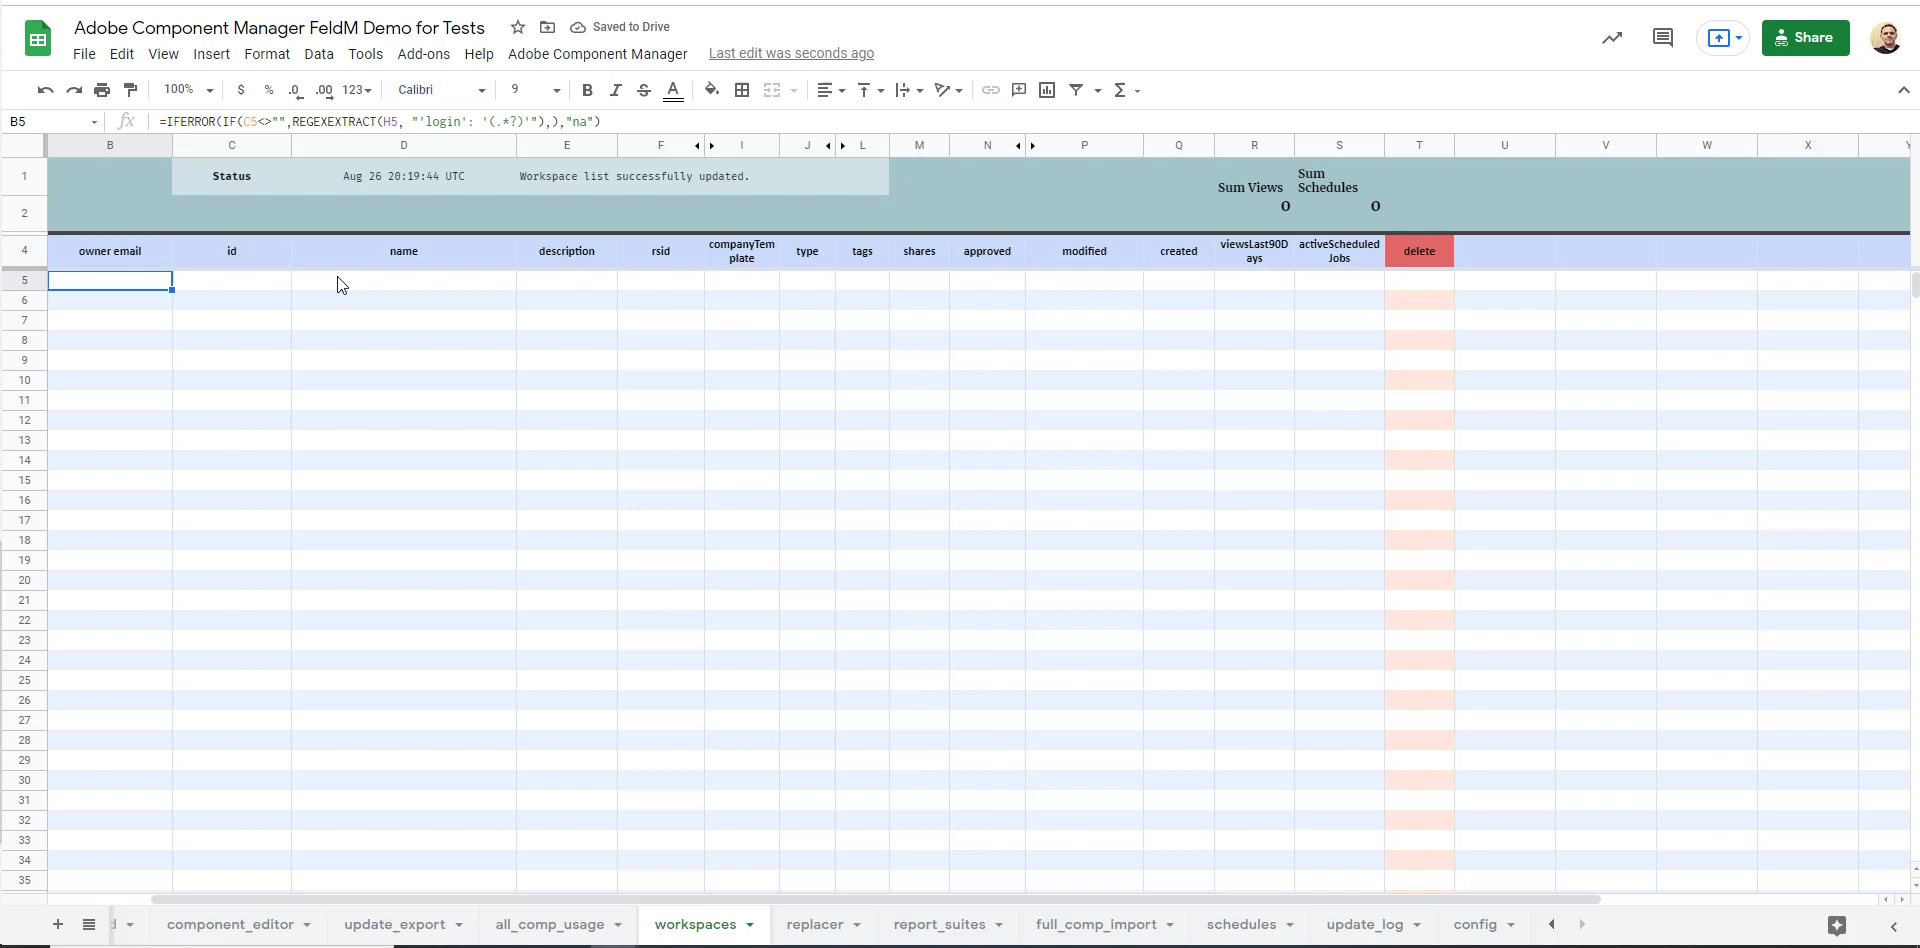 Adobe Component Manager FeldM Demo for Tests Saved to Drive
File Edit View Insert Format Data Tools Add-ons Help Adobe Component Manager Last edit was seconds ago
Share
100% $ % .0 .00 123 Calibri 9 B I S A Σ
B5 fx =IFERROR(IF(C5<>"",REGEXEXTRACT(H5, "'login': '(.*?)'"),),"na")
B C D E F I J L M N P Q R S T U V W X Y
1 Status Aug 26 20:19:44 UTC Workspace list successfully updated.
Sum Views Sum Schedules
2 0 0
4 owner email id name description rsid companyTemplate type tags shares approved modified created viewsLast90Days activeScheduledJobs delete
5
6
7
8
9
10
11
12
13
14
15
16
17
18
19
20
21
22
23
24
25
26
27
28
29
30
31
32
33
34
35
component_editor update_export all_comp_usage workspaces replacer report_suites full_comp_import schedules update_log config